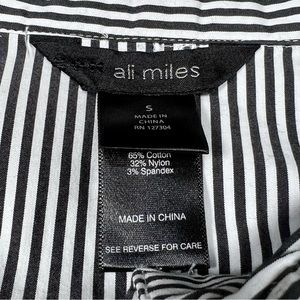 ali miles
S
MADE IN
CHINA
RN 127304
65% Cotton
32% Nylon
3% Spandex
MADE IN CHINA
SEE REVERSE FOR CARE